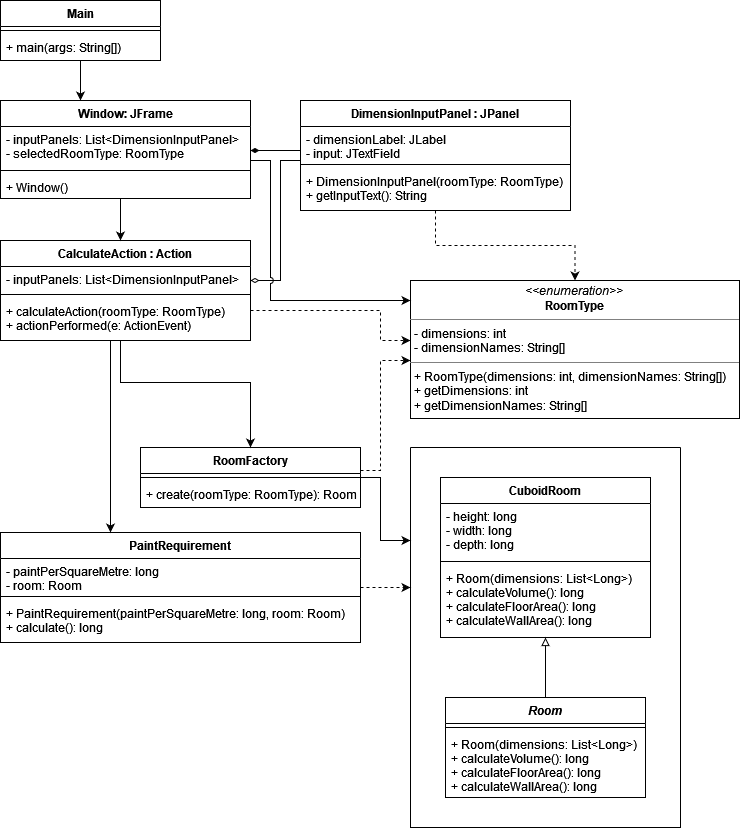 Main
+ main(args: String[])
Window: JFrame
- inputPanels: List<DimensionInputPanel>
- selectedRoomType: RoomType
+ Window()
DimensionInputPanel : JPanel
- dimensionLabel: JLabel
- input: JTextField
+ DimensionInputPanel(roomType: RoomType)
+ getInputText(): String
CalculateAction : Action
- inputPanels: List<DimensionInputPanel>
+ calculateAction(roomType: RoomType)
+ actionPerformed(e: ActionEvent)
<<enumeration>>
RoomType
- dimensions: int
- dimensionNames: String[]
+ RoomType(dimensions: int, dimensionNames: String[])
+ getDimensions: int
+ getDimensionNames: String[]
RoomFactory
+ create(roomType: RoomType): Room
PaintRequirement
- paintPerSquareMetre: long
- room: Room
+ PaintRequirement(paintPerSquareMetre: long, room: Room)
+ calculate(): long
CuboidRoom
- height: long
- width: long
- depth: long
+ Room(dimensions: List<Long>)
+ calculateVolume(): long
+ calculateFloorArea(): long
+ calculateWallArea(): long
Room
+ Room(dimensions: List<Long>)
+ calculateVolume(): long
+ calculateFloorArea(): long
+ calculateWallArea(): long